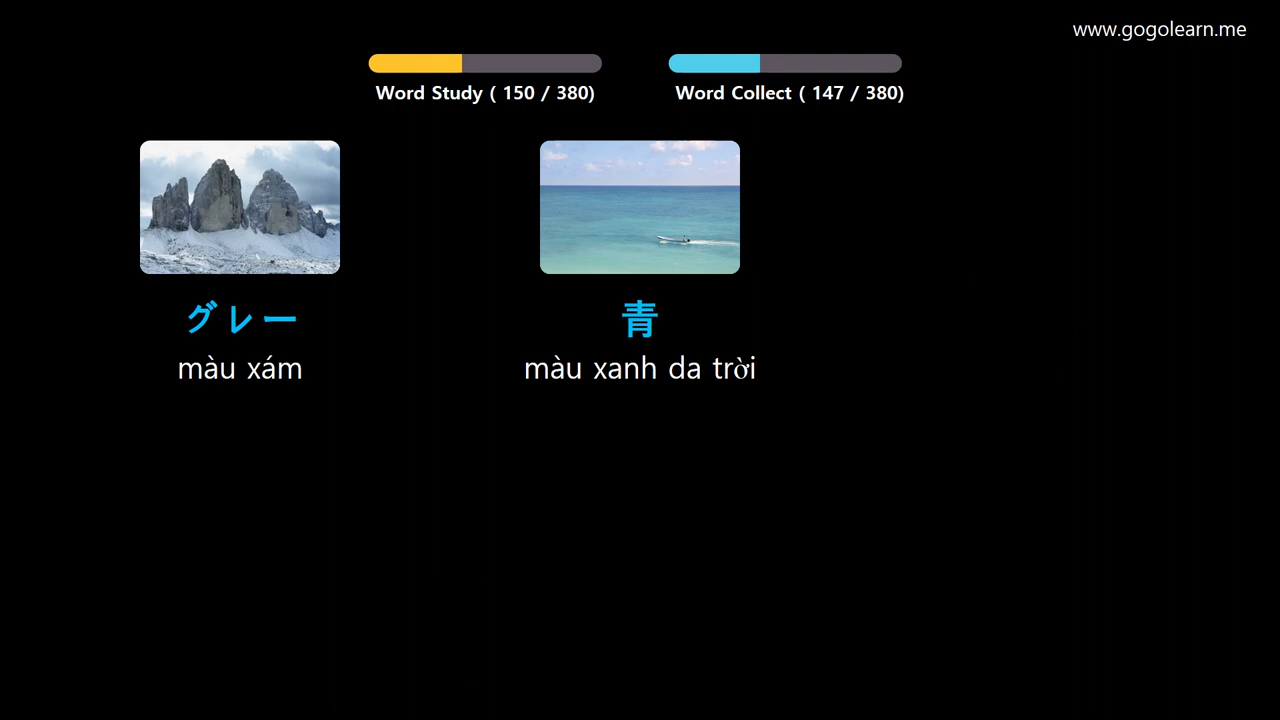 www.gogolearn.me
Word Study ( 150 / 380)
Word Collect ( 147 / 380)
グレー
青
màu xám
màu xanh da trời